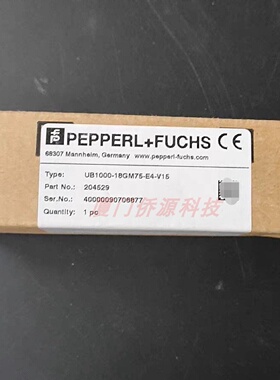 PEPPERL+FUCHS CE
68307 Mannheim, Germany www.pepperl-fuchs.com
Type: UB1000-18GM75-E4-V15
Part No.: 204529
Ser.No.: 40000090706877
Quantity: 1 pc
厦门侨源科技